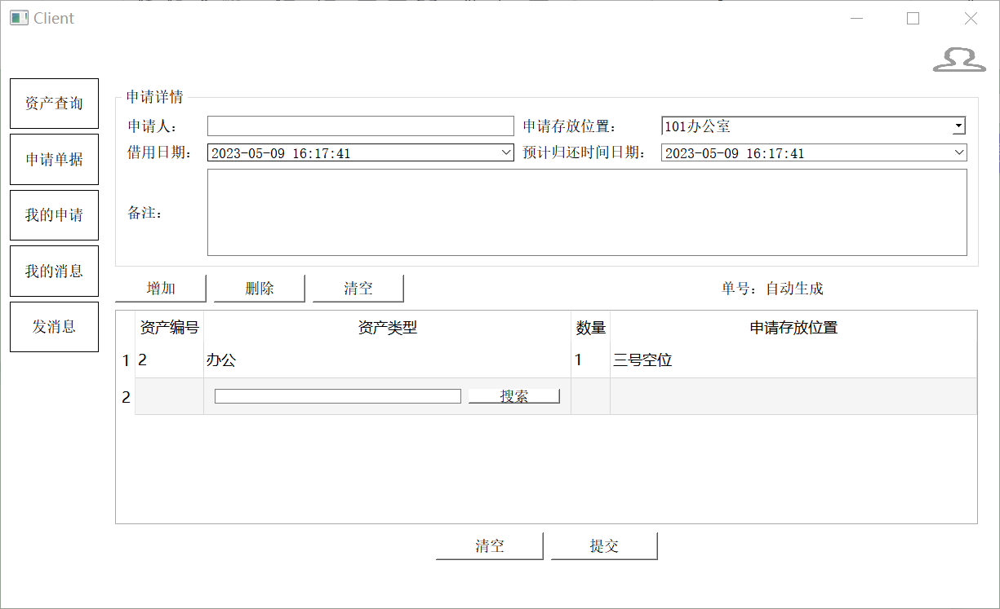 Client
资产查询
申请单据
我的申请
我的消息
发消息
申请详情
申请人：
申请存放位置：
101办公室
借用日期：
2023-05-09 16:17:41
预计归还时间日期：
2023-05-09 16:17:41
备注：
增加
删除
清空
单号：自动生成
资产编号
资产类型
数量
申请存放位置
1
2
办公
1
三号空位
2
搜索
清空
提交